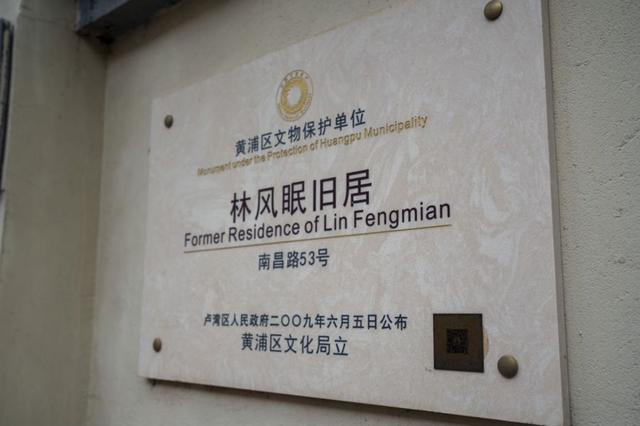 黄浦区文物保护单位
Monument under the Protection of Huangpu Municipality
林风眠旧居
Former Residence of Lin Fengmian
南昌路53号
卢湾区人民政府二〇〇九年六月五日公布
黄浦区文化局立